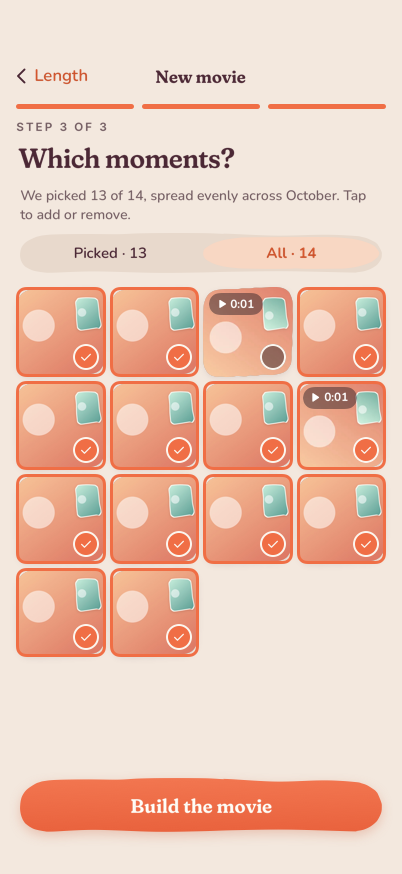 Length
New movie
STEP 3 OF 3
Which moments?
We picked 13 of 14, spread evenly across October. Tap
to add or remove.
Picked · 13
All · 14
0:01
0:01
Build the movie